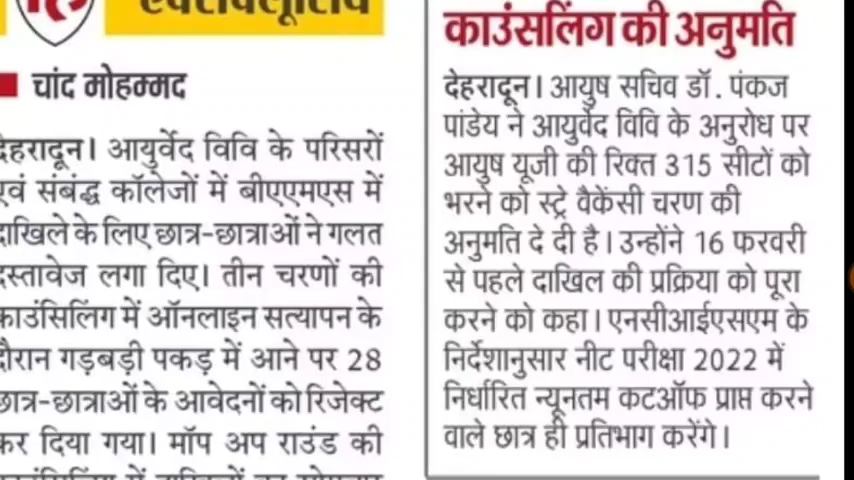 एक्सक्लूसिव
चांद मोहम्मद
देहरादून। आयुर्वेद विवि के परिसरों
एवं संबंद्ध कॉलेजों में बीएएमएस में
दाखिले के लिए छात्र-छात्राओं ने गलत
दस्तावेज लगा दिए। तीन चरणों की
काउंसिलिंग में ऑनलाइन सत्यापन के
दौरान गड़बड़ी पकड़ में आने पर 28
छात्र-छात्राओं के आवेदनों को रिजेक्ट
कर दिया गया। मॉप अप राउंड की
काउंसलिंग की अनुमति
देहरादून। आयुष सचिव डॉ. पंकज
पांडेय ने आयुर्वेद विवि के अनुरोध पर
आयुष यूजी की रिक्त 315 सीटों को
भरने को स्ट्रे वैकेंसी चरण की
अनुमति दे दी है। उन्होंने 16 फरवरी
से पहले दाखिल की प्रक्रिया को पूरा
करने को कहा। एनसीआईएसएम के
निर्देशानुसार नीट परीक्षा 2022 में
निर्धारित न्यूनतम कटऑफ प्राप्त करने
वाले छात्र ही प्रतिभाग करेंगे।